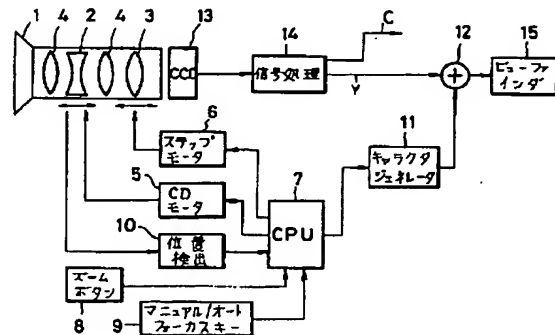 1 4 2 4 3 13
CCD
14
信号処理
C
Y
12
+
15
ビューファ
インダ
6
ステップ
モータ
5
CDモータ
10
位置検出
7
CPU
11
キャラクタ
ジェネレータ
ズーム
ボタン
8
マニュアル/オート
フォーカスキー
9